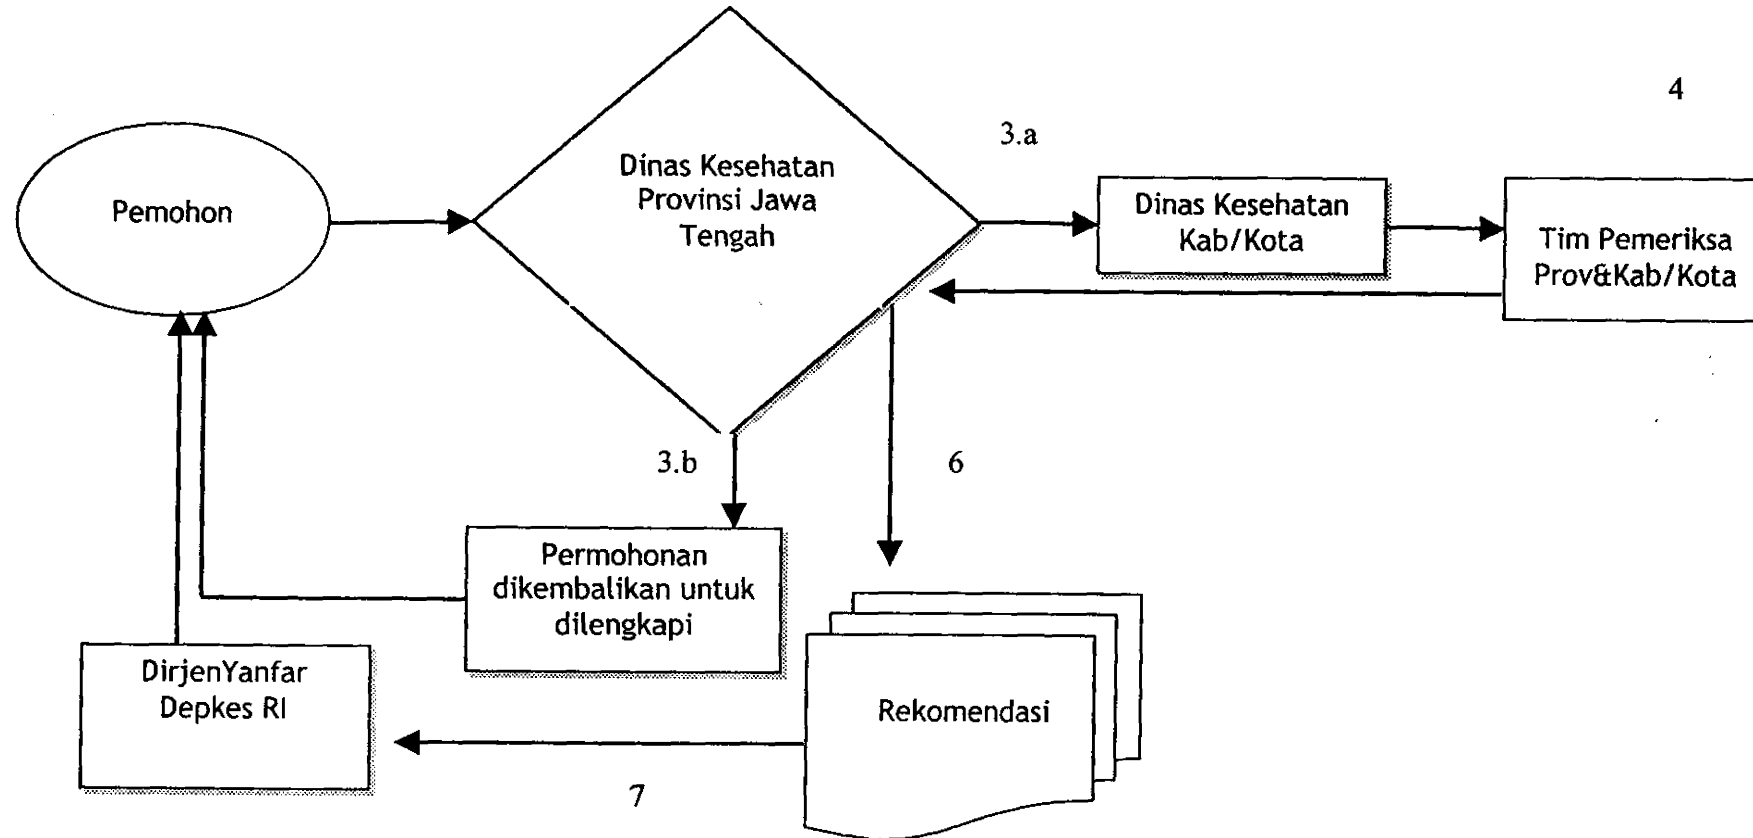 4
3.a
Pemohon
Dinas Kesehatan
Provinsi Jawa
Tengah
Dinas Kesehatan
Kab/Kota
Tim Pemeriksa
Prov&Kab/Kota
3.b
6
Permohonan
dikembalikan untuk
dilengkapi
DirjenYanfar
Depkes RI
Rekomendasi
7